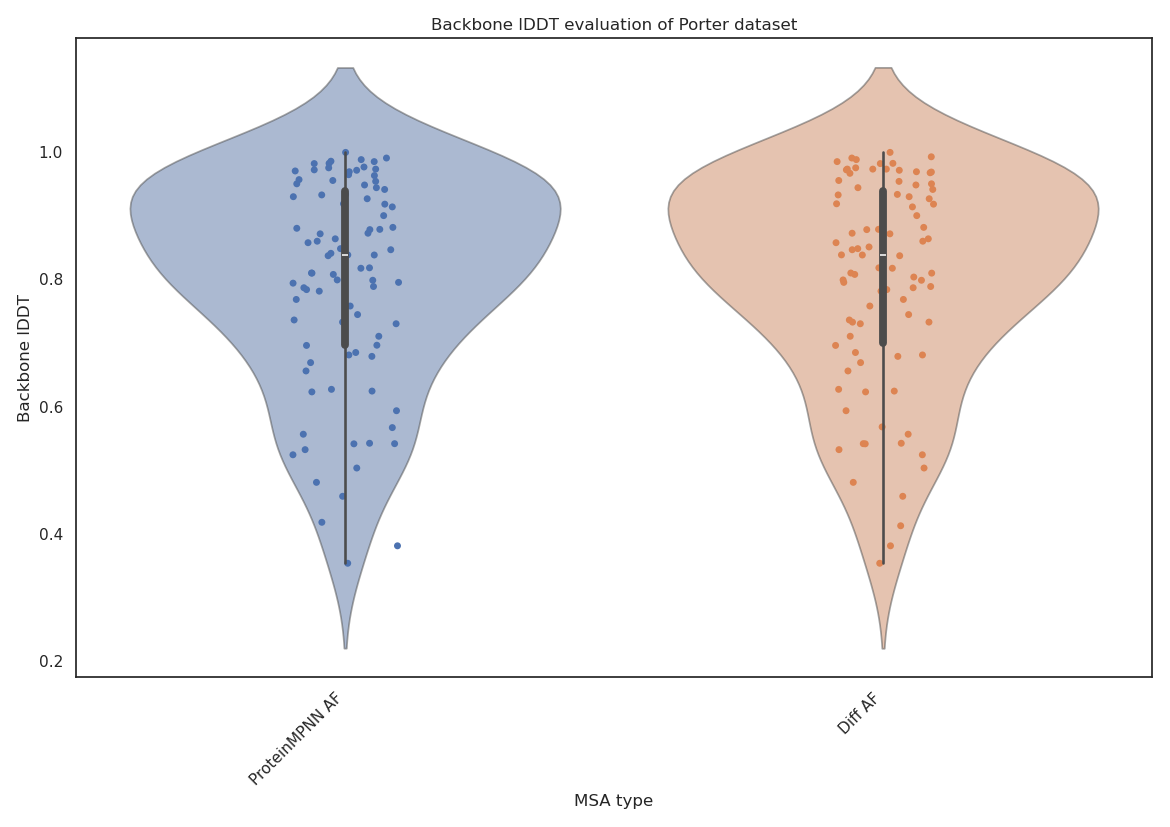 Backbone lDDT evaluation of Porter dataset
Backbone lDDT
1.0
0.8
0.6
0.4
0.2
ProteinMPNN AF
Diff AF
MSA type